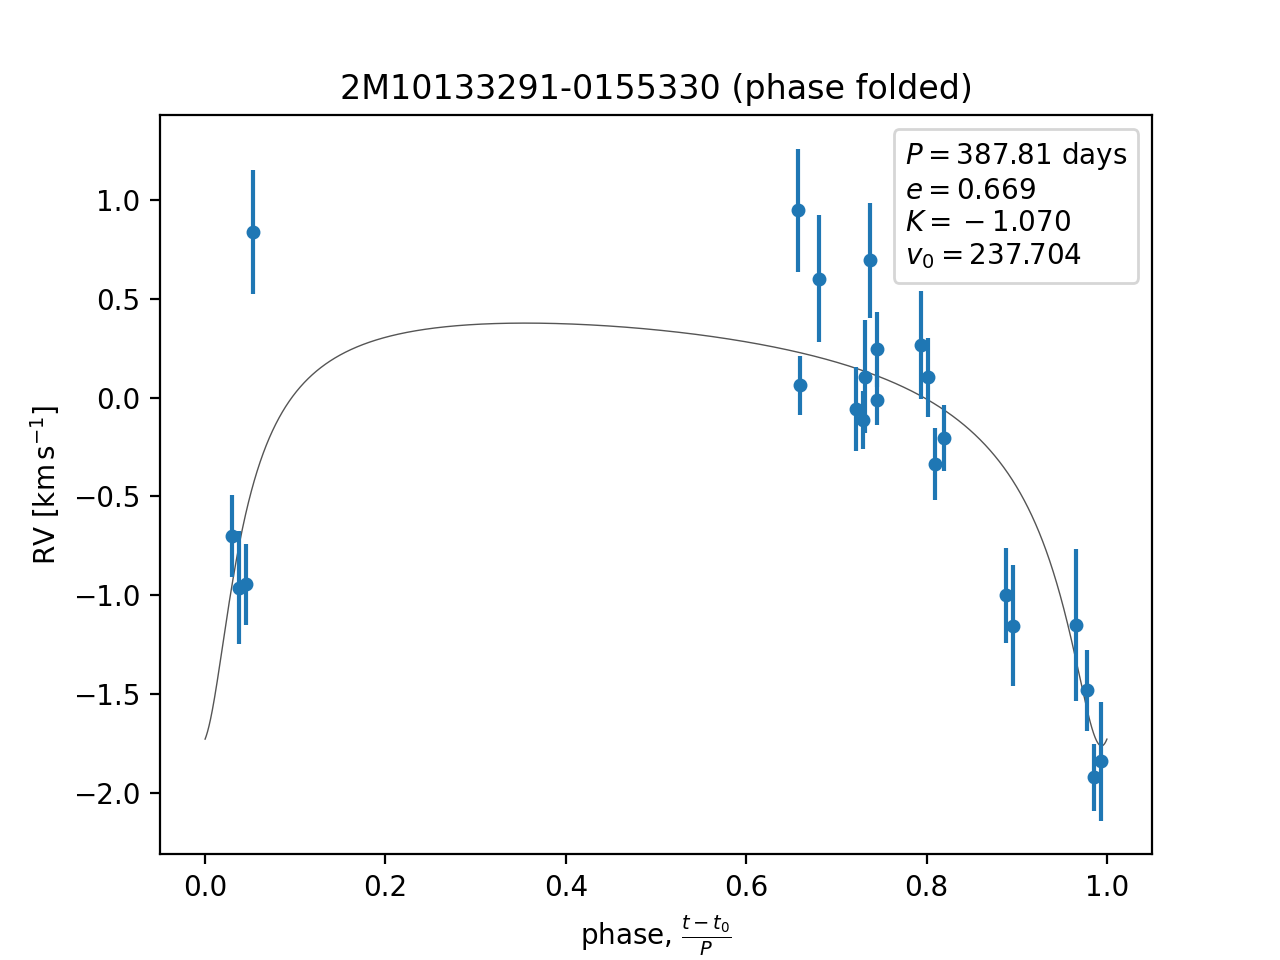 2M10133291-0155330 (phase folded)
P = 387.81 days
e = 0.669
K = −1.070
v₀ = 237.704
RV [km s⁻¹]
1.0
0.5
0.0
−0.5
−1.0
−1.5
−2.0
0.0 0.2 0.4 0.6 0.8 1.0
phase, (t − t₀)/P